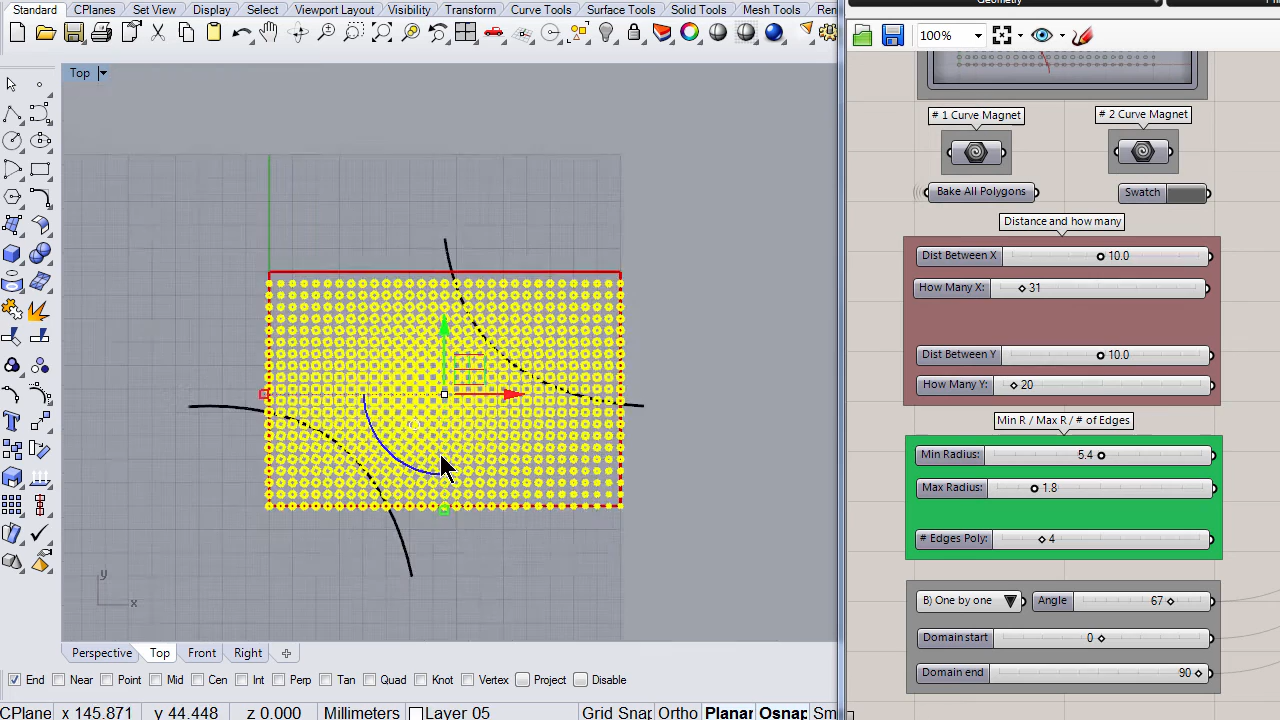 Standard CPlanes Set View Display Select Viewport Layout Visibility Transform Curve Tools Surface Tools Solid Tools Mesh Tools Ren
Geometry
100%
Top
# 1 Curve Magnet
# 2 Curve Magnet
Bake All Polygons
Swatch
Distance and how many
Dist Between X 10.0
How Many X: 31
Dist Between Y 10.0
How Many Y: 20
Min R / Max R / # of Edges
Min Radius: 5.4
Max Radius: 1.8
# Edges Poly: 4
B) One by one Angle 67
Domain start 0
Domain end 90
y
x
Perspective Top Front Right
End Near Point Mid Cen Int Perp Tan Quad Knot Vertex Project Disable
CPlane x 145.871 y 44.448 z 0.000 Millimeters Layer 05 Grid Snap Ortho Planar Osnap Sm